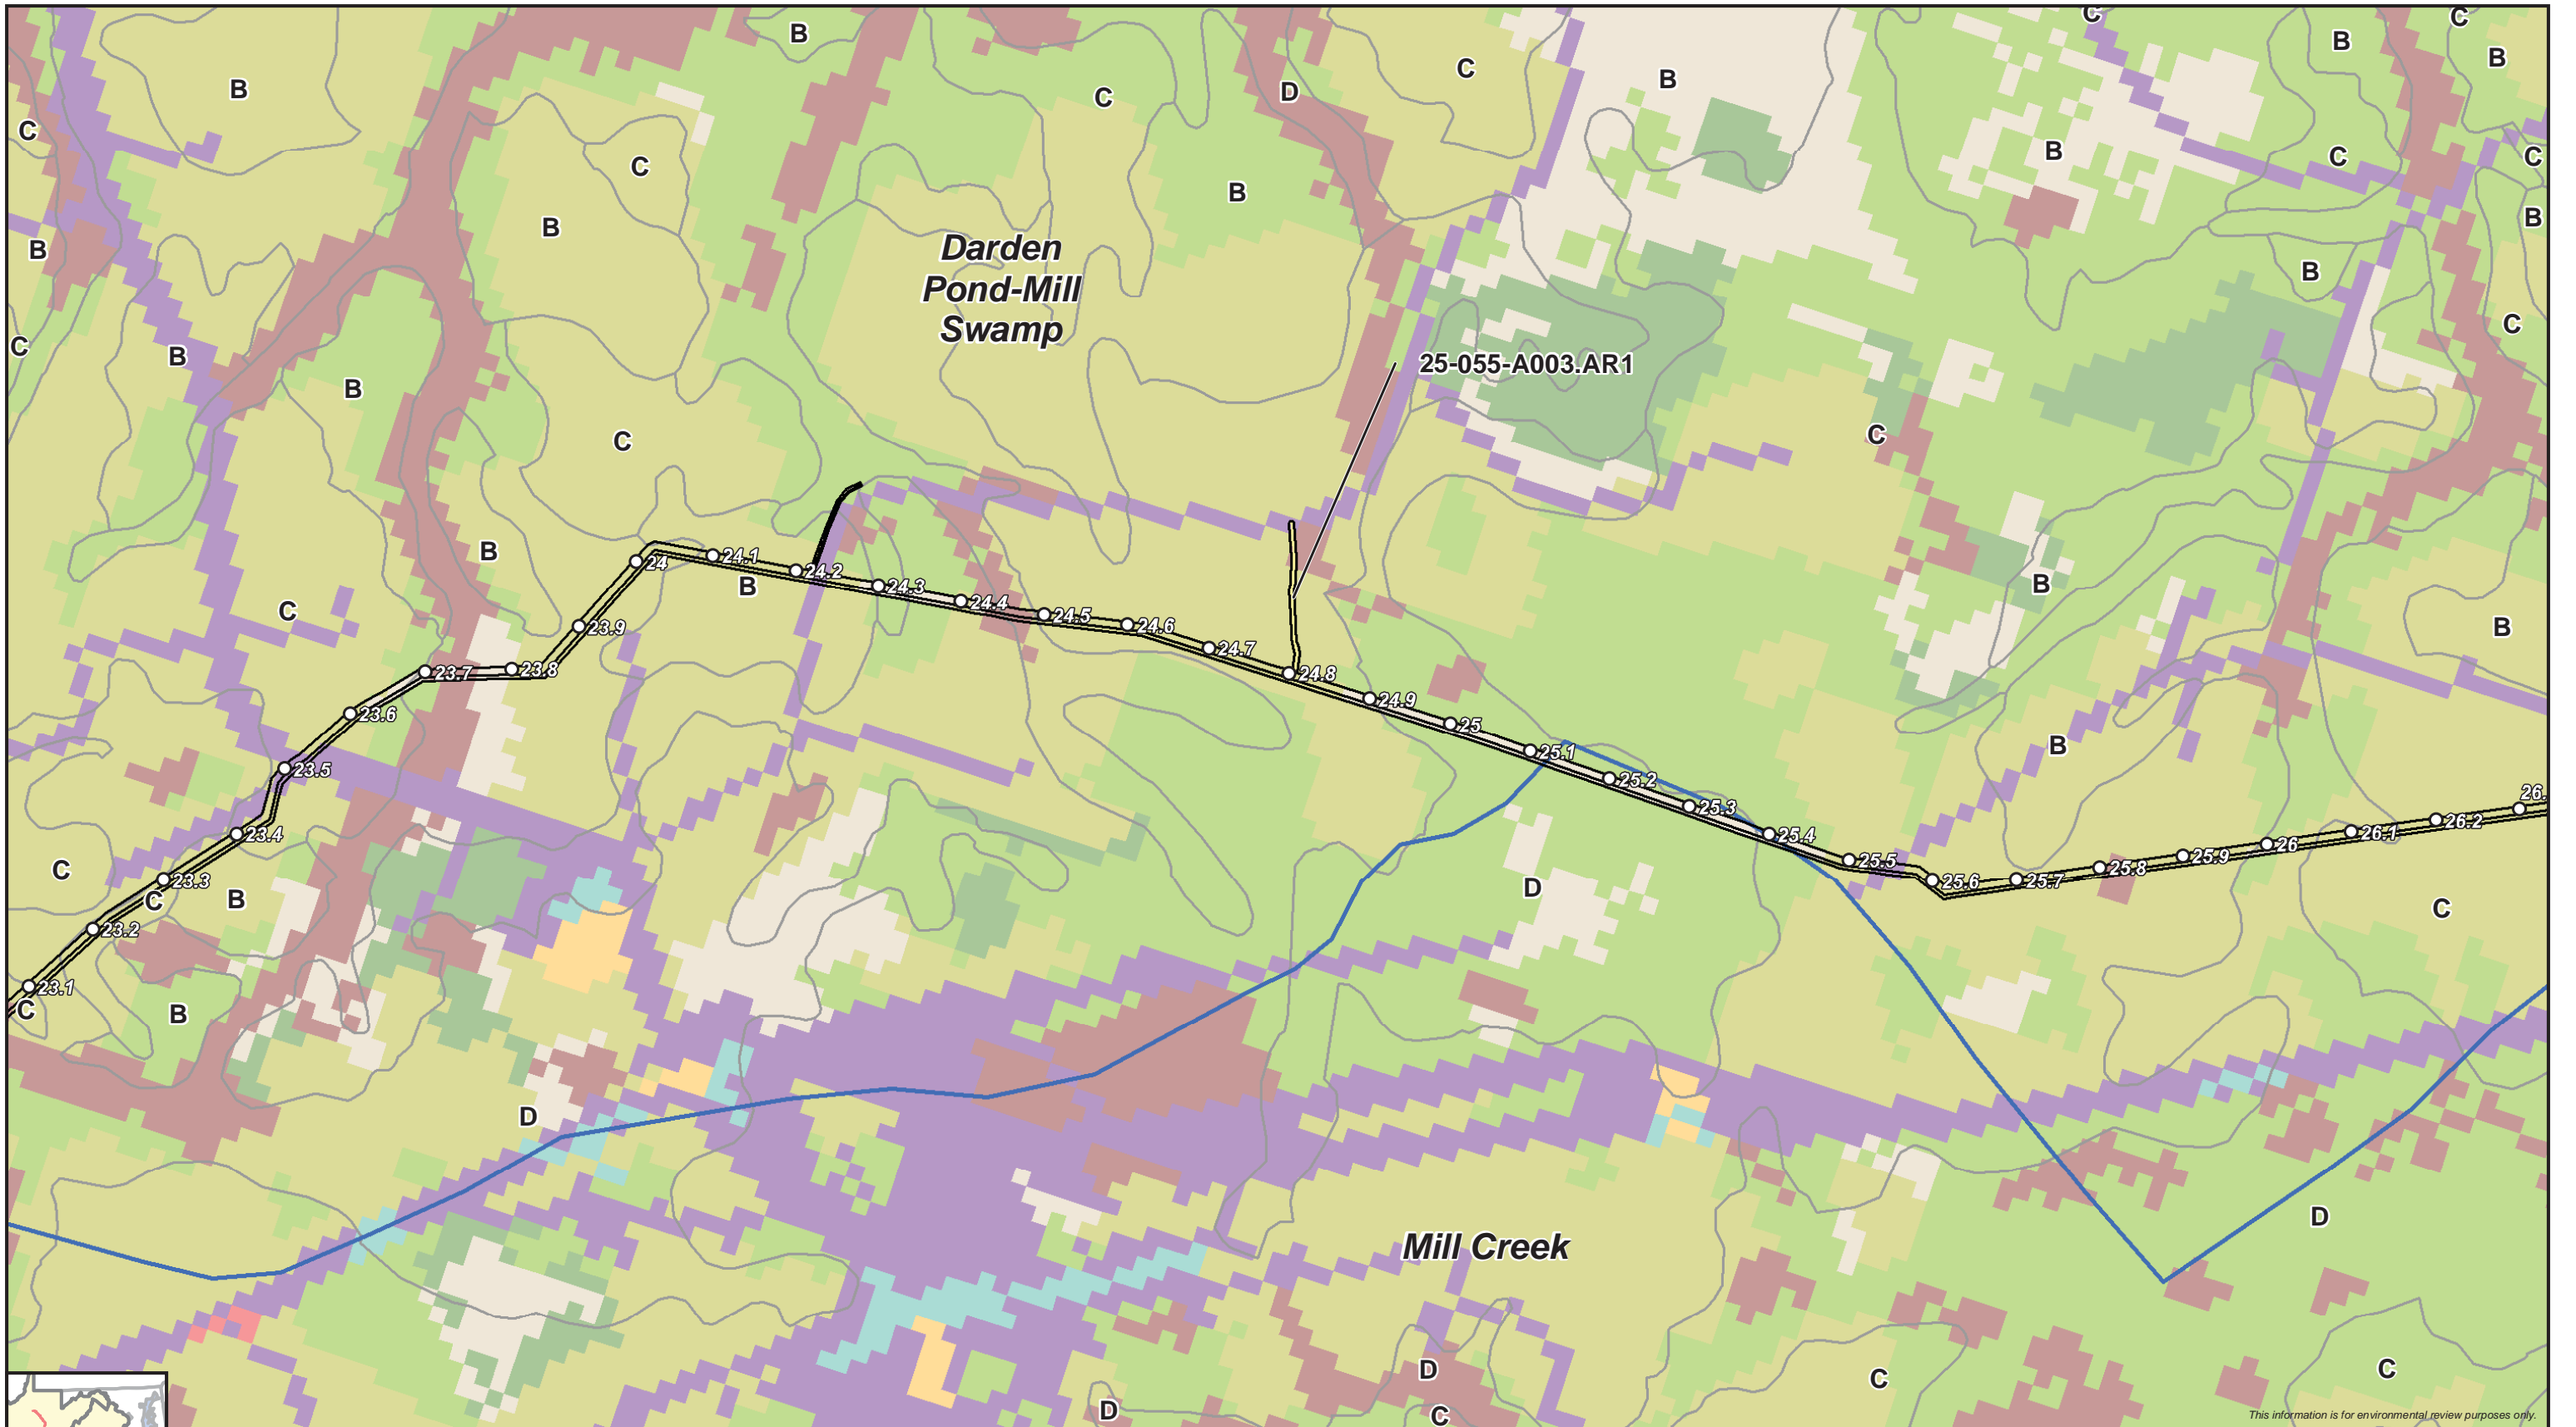 B
C
B
C
C
B
D
C
B
B
C
B
C
C
B
C
B
C
B
B
B
B
B
Darden
Pond-Mill
Swamp
C
B
B
C
25-055-A003.AR1
C
B
C
B
C
B
B
B
C
B
24
24.1
24.2
24.3
24.4
24.5
24.6
24.7
24.8
24.9
25
25.1
25.2
25.3
25.4
25.5
25.6
25.7
25.8
25.9
26
26.1
26.2
26.
23.9
23.8
23.7
23.6
23.5
23.4
23.3
23.2
23.1
C
C
B
C
B
D
C
D
Mill Creek
D
D
C
C
D
C
This information is for environmental review purposes only.